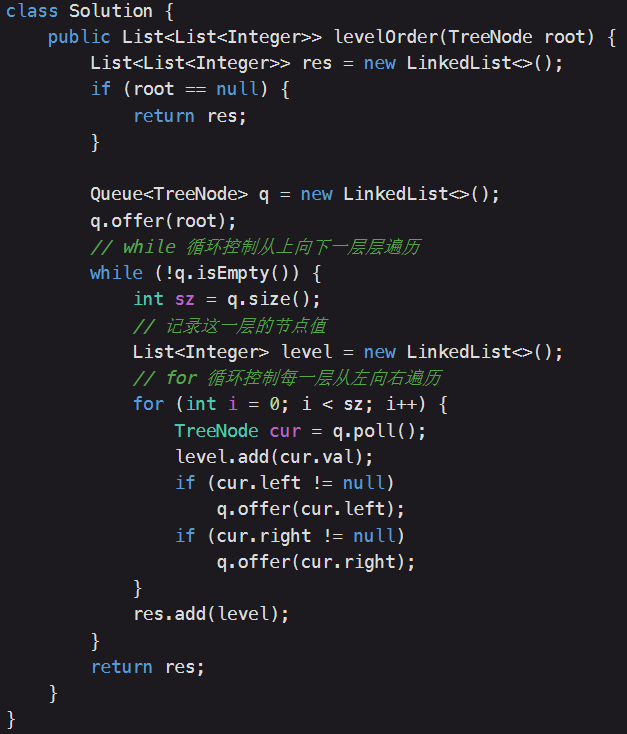 class Solution {
    public List<List<Integer>> levelOrder(TreeNode root) {
        List<List<Integer>> res = new LinkedList<>();
        if (root == null) {
            return res;
        }

        Queue<TreeNode> q = new LinkedList<>();
        q.offer(root);
        // while 循环控制从上向下一层层遍历
        while (!q.isEmpty()) {
            int sz = q.size();
            // 记录这一层的节点值
            List<Integer> level = new LinkedList<>();
            // for 循环控制每一层从左向右遍历
            for (int i = 0; i < sz; i++) {
                TreeNode cur = q.poll();
                level.add(cur.val);
                if (cur.left != null)
                    q.offer(cur.left);
                if (cur.right != null)
                    q.offer(cur.right);
            }
            res.add(level);
        }
        return res;
    }
}